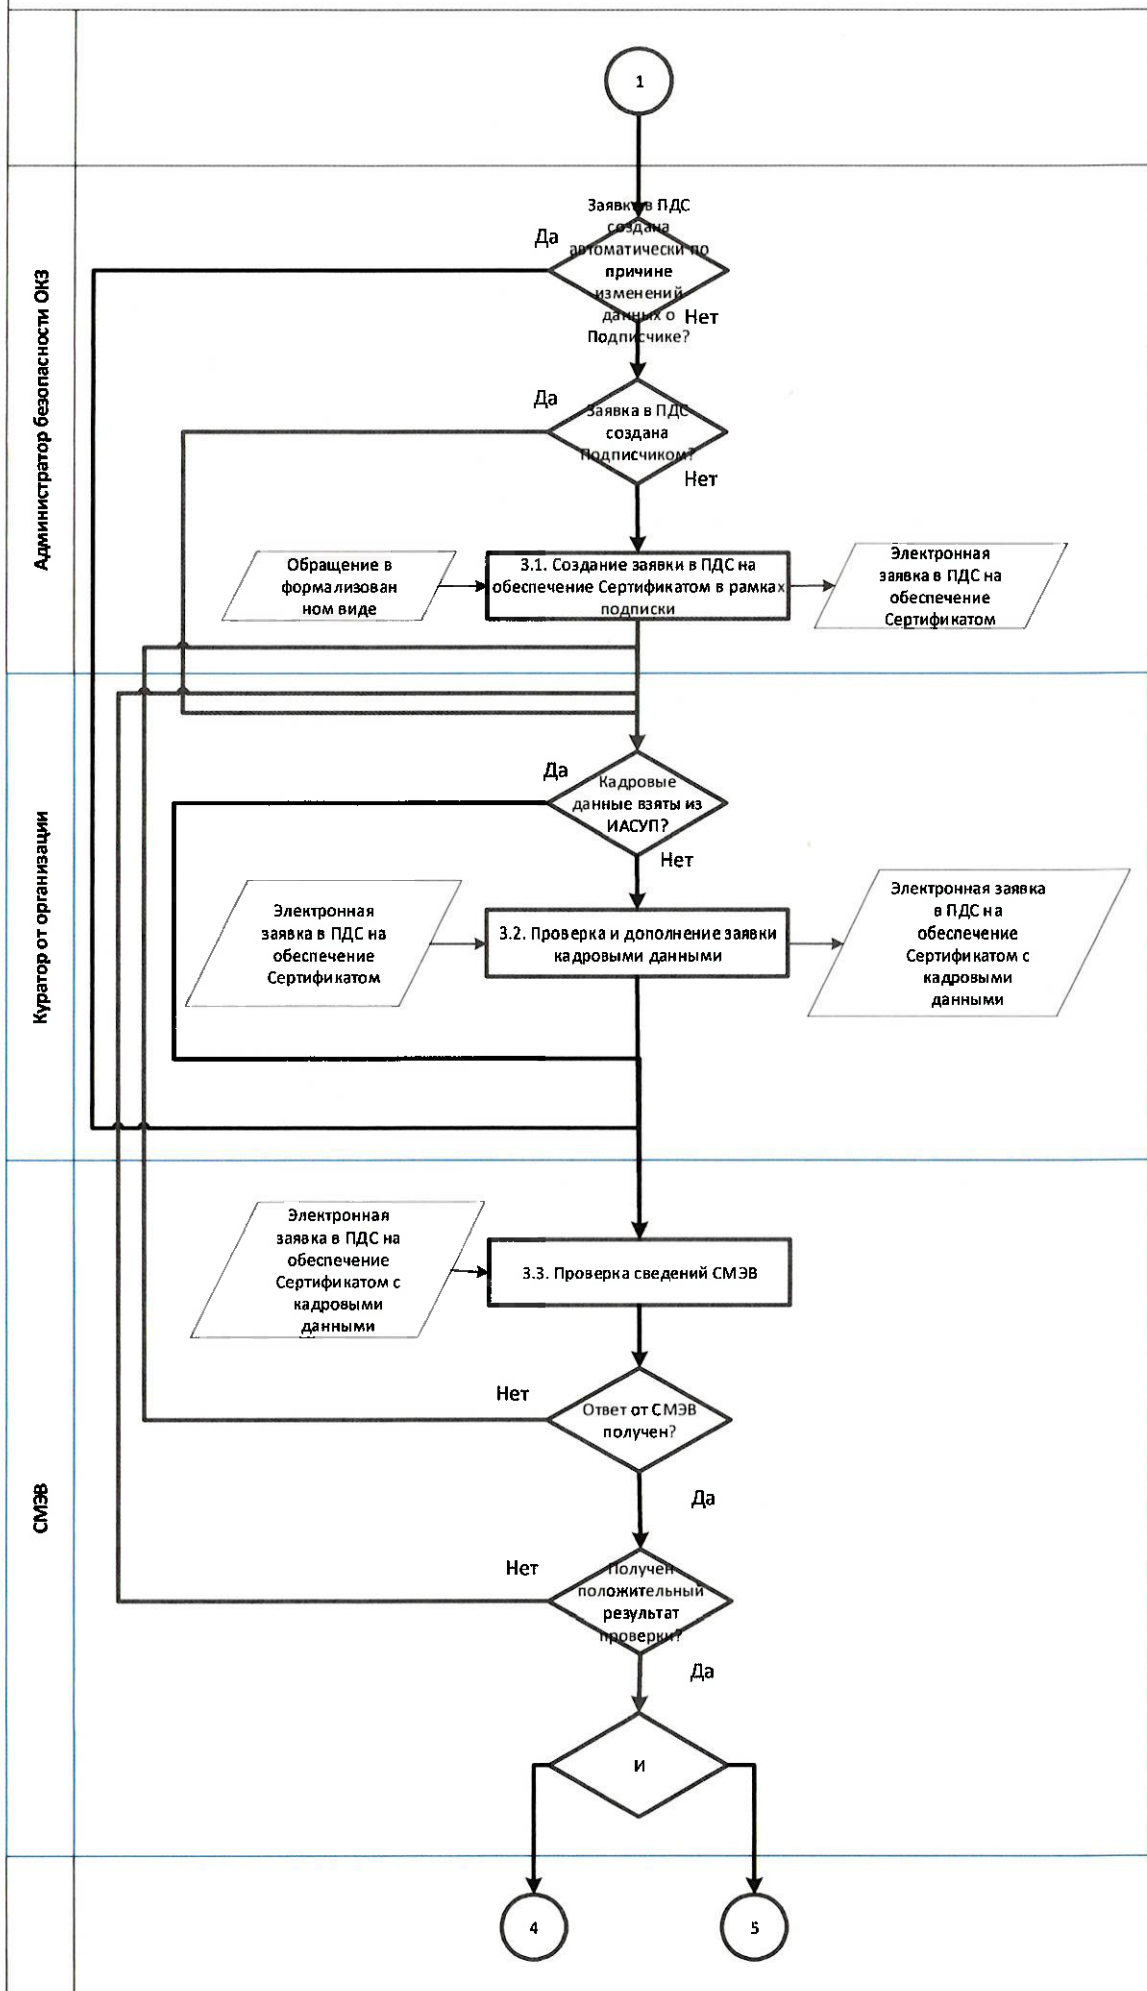 1
Администратор безопасности ОКЗ
Заявка в ПДС
создана
автоматически по
причине
изменений
данных о
Подписчике?
Да
Нет
Заявка в ПДС
создана
Подписчиком?
Да
Нет
Обращение в
формализован
ном виде
3.1. Создание заявки в ПДС на
обеспечение Сертификатом в рамках
подписки
Электронная
заявка в ПДС на
обеспечение
Сертификатом
Куратор от организации
Да
Кадровые
данные взяты из
ИАСУП?
Нет
Электронная
заявка в ПДС на
обеспечение
Сертификатом
3.2. Проверка и дополнение заявки
кадровыми данными
Электронная заявка
в ПДС на
обеспечение
Сертификатом с
кадровыми
данными
СМЭВ
Электронная
заявка в ПДС на
обеспечение
Сертификатом с
кадровыми
данными
3.3. Проверка сведений СМЭВ
Нет
Ответ от СМЭВ
получен?
Да
Нет
Получен
положительный
результат
проверки?
Да
И
4
5